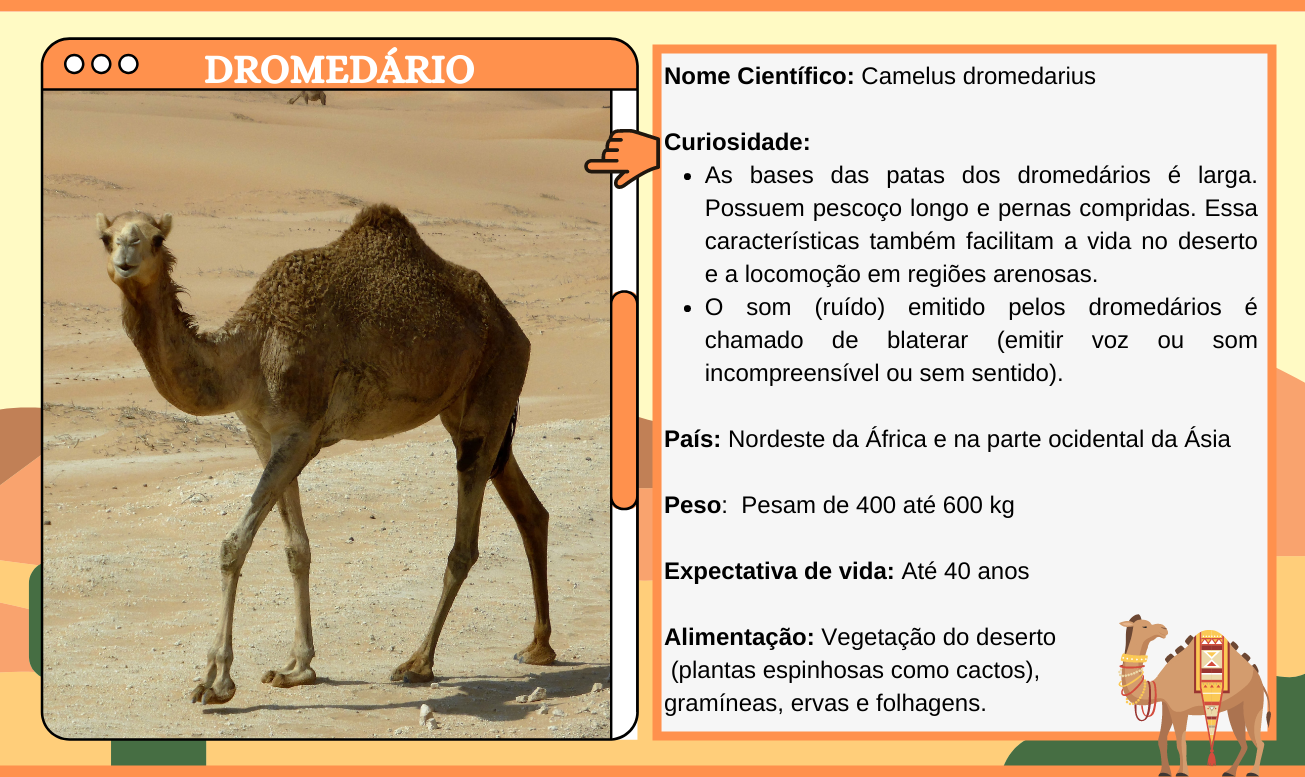 DROMEDÁRIO
Nome Científico: Camelus dromedarius
Curiosidade:
• As bases das patas dos dromedários é larga.
Possuem pescoço longo e pernas compridas. Essa
características também facilitam a vida no deserto
e a locomoção em regiões arenosas.
• O som (ruído) emitido pelos dromedários é
chamado de blaterar (emitir voz ou som
incompreensível ou sem sentido).
País: Nordeste da África e na parte ocidental da Ásia
Peso: Pesam de 400 até 600 kg
Expectativa de vida: Até 40 anos
Alimentação: Vegetação do deserto
(plantas espinhosas como cactos),
gramíneas, ervas e folhagens.